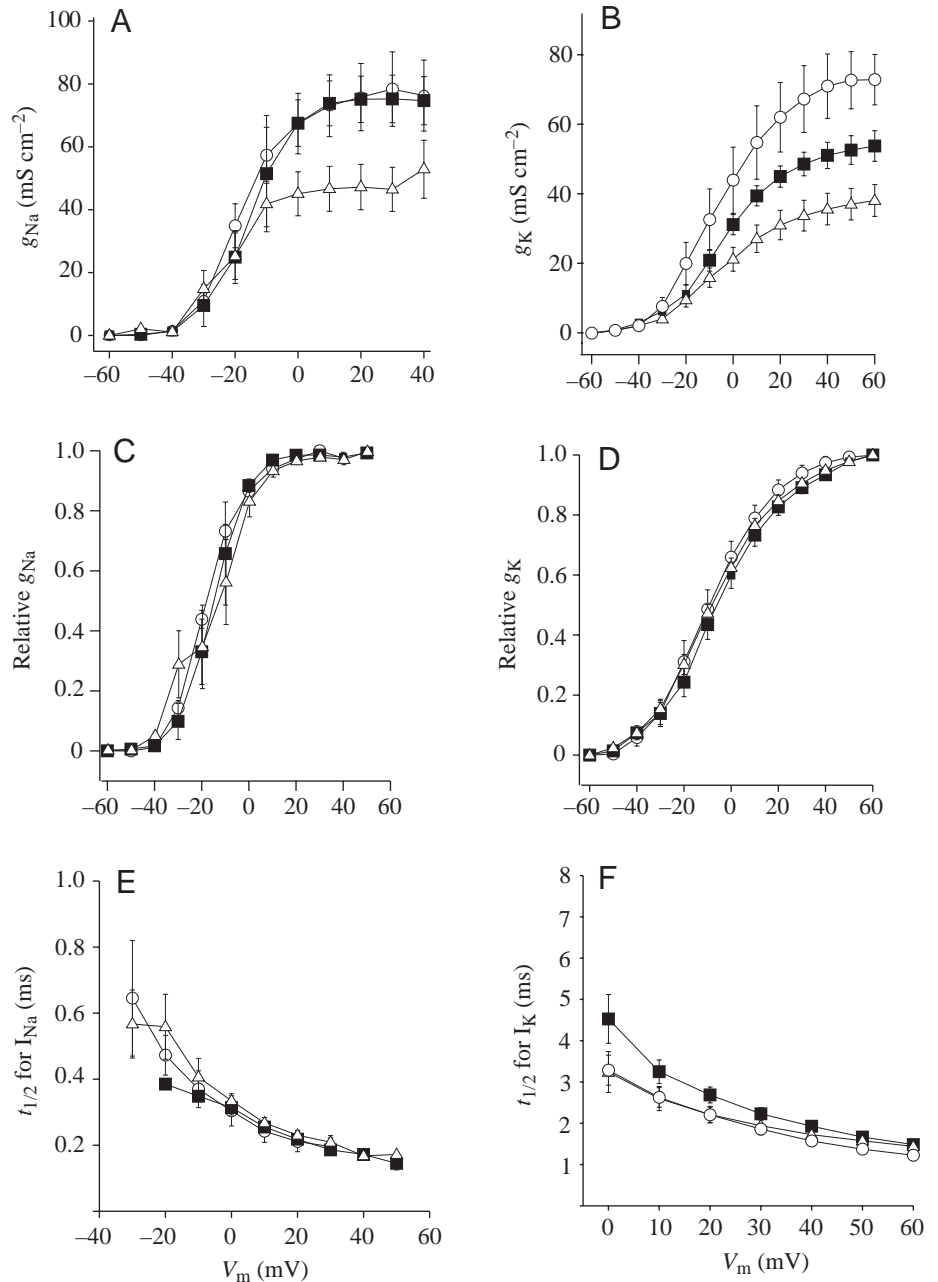 A
100
80
60
40
20
0
g_Na (mS cm⁻²)
−60 −40 −20 0 20 40
B
80
60
40
20
0
g_K (mS cm⁻²)
−60 −40 −20 0 20 40 60
C
1.0
0.8
0.6
0.4
0.2
0
Relative g_Na
−60 −40 −20 0 20 40 60
D
1.0
0.8
0.6
0.4
0.2
0
Relative g_K
−60 −40 −20 0 20 40 60
E
1.0
0.8
0.6
0.4
0.2
t_1/2 for I_Na (ms)
−40 −20 0 20 40 60
V_m (mV)
F
8
7
6
5
4
3
2
1
t_1/2 for I_K (ms)
0 10 20 30 40 50 60
V_m (mV)